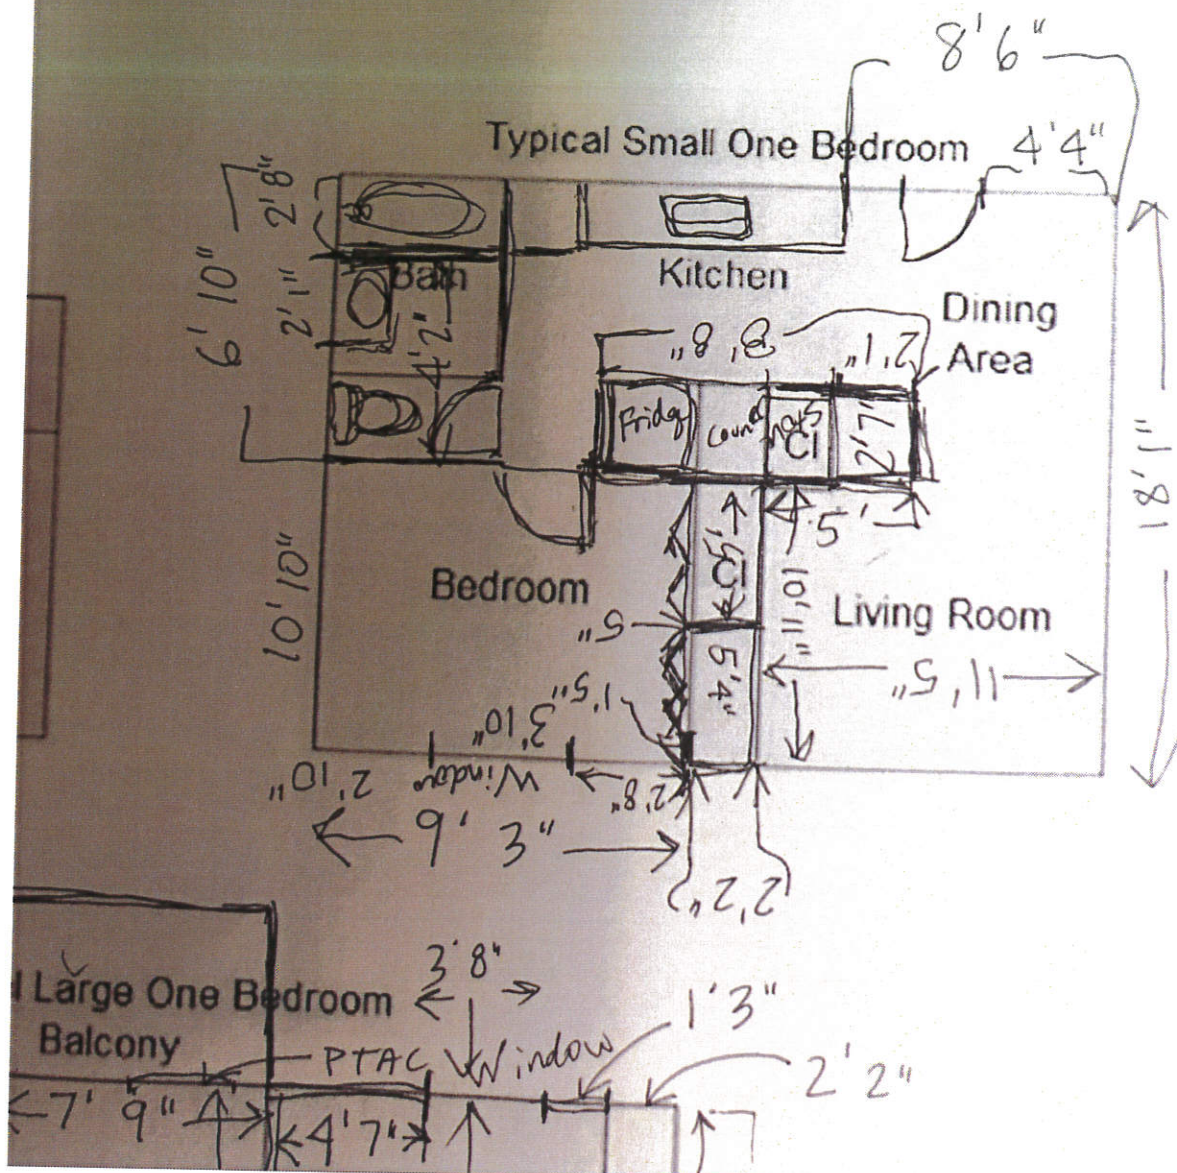 8' 6"
Typical Small One Bedroom
4'4"
2'8"
Bath
Kitchen
6' 10"
2'1"
4'2"
8' 8"
2'1"
Dining
Area
Fridg
Cl
2'7"
18' 1"
5'
10' 10"
Bedroom
10'11"
Living Room
5"
5'4"
11' 5"
1'5"
3' 10"
2' 10"
Window
2'8"
9' 3"
2'2"
3' 8"
l Large One Bedroom
Balcony
1'3"
PTAC
Window
2' 2"
7' 9"
4'7"